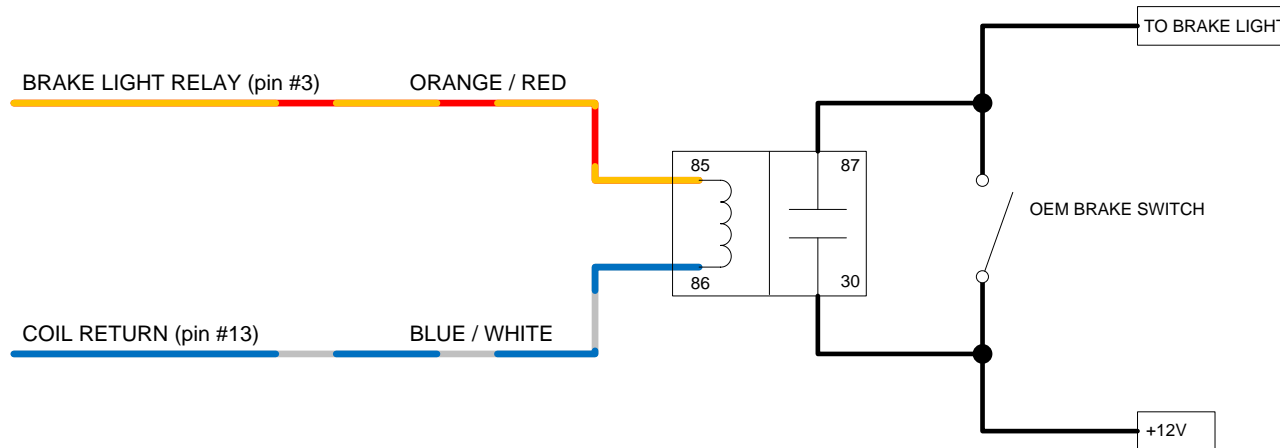 TO BRAKE LIGHT
BRAKE LIGHT RELAY (pin #3)
ORANGE / RED
85
87
OEM BRAKE SWITCH
86
30
COIL RETURN (pin #13)
BLUE / WHITE
+12V